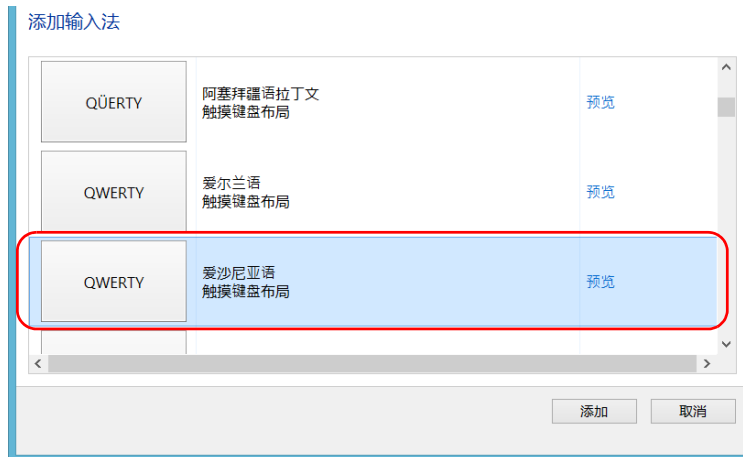 添加输入法
QÜERTY
阿塞拜疆语拉丁文
触摸键盘布局
预览
QWERTY
爱尔兰语
触摸键盘布局
预览
QWERTY
爱沙尼亚语
触摸键盘布局
预览
添加
取消